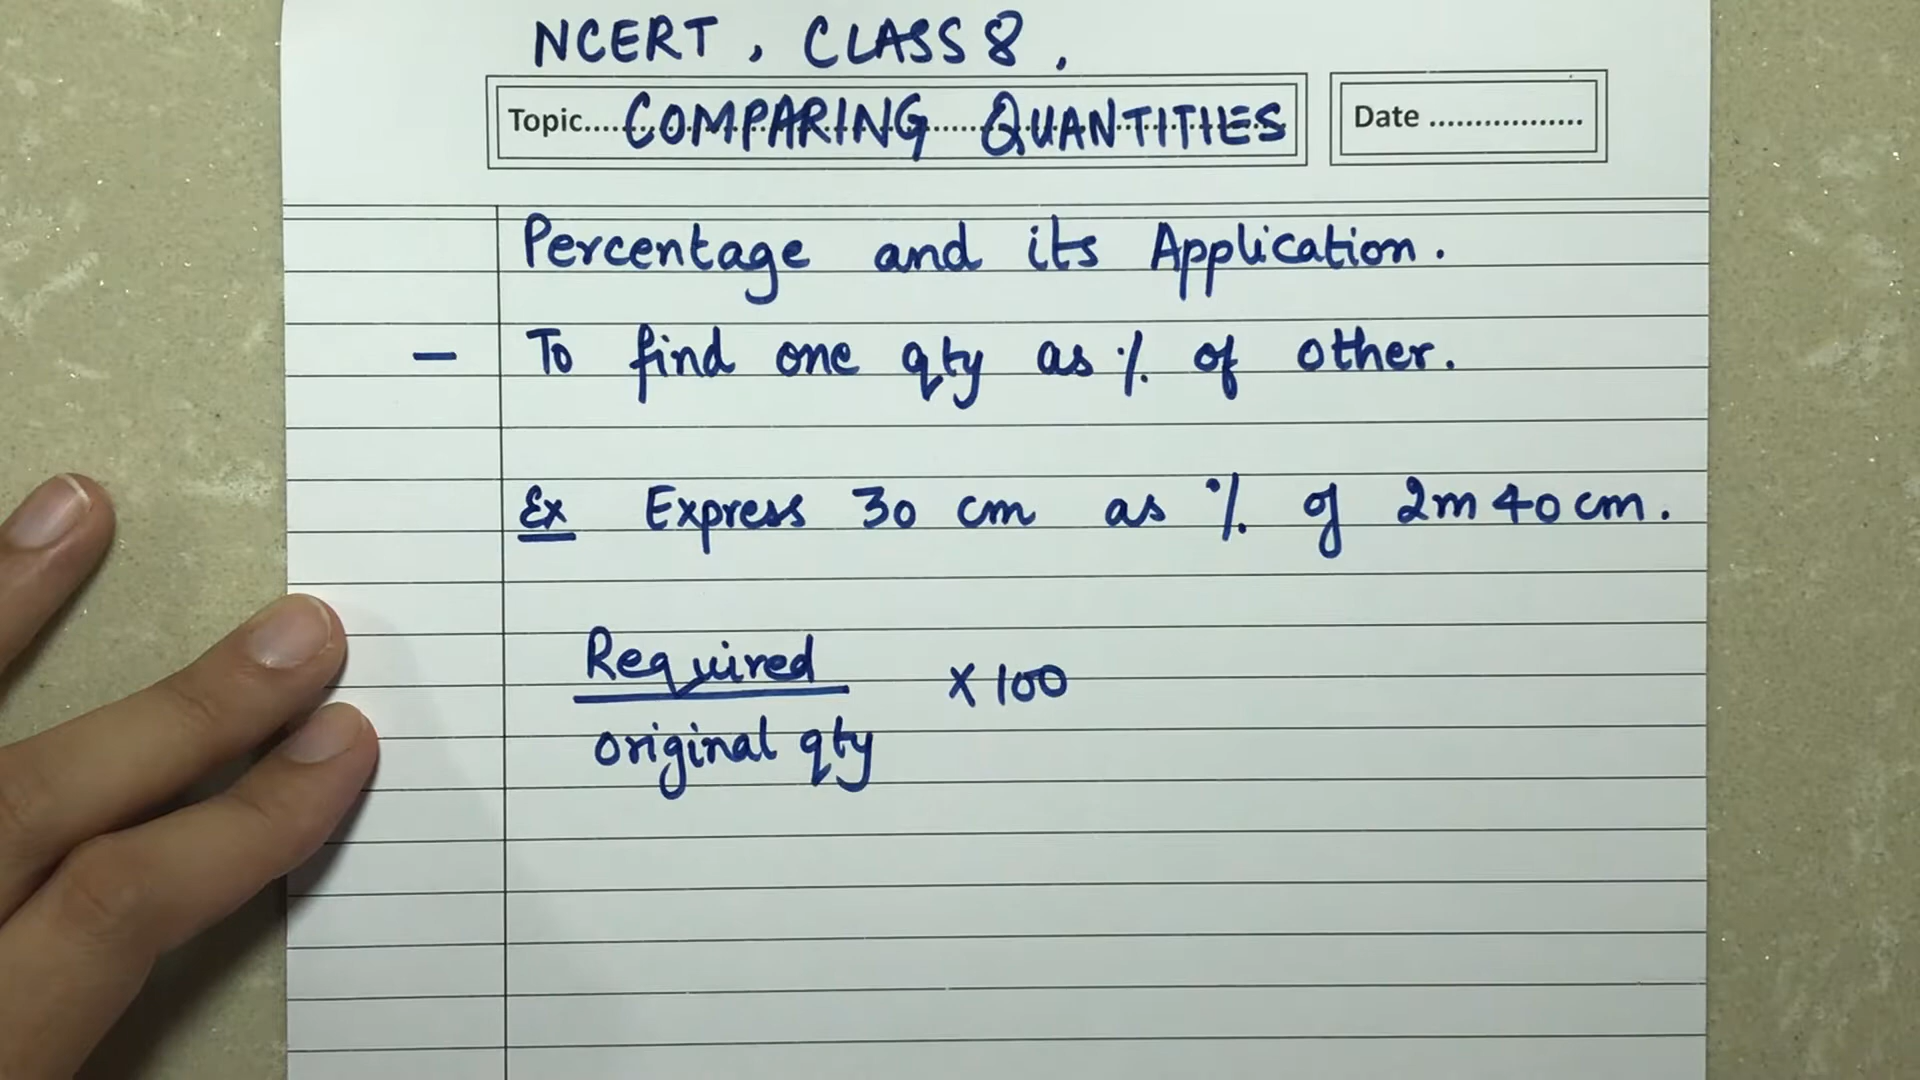 NCERT, CLASS 8,
Topic....COMPARING QUANTITIES
Date .................
Percentage and its Application.
— To find one qty as % of other.
Ex Express 30 cm as % of 2m 40 cm.
Required
original qty
× 100